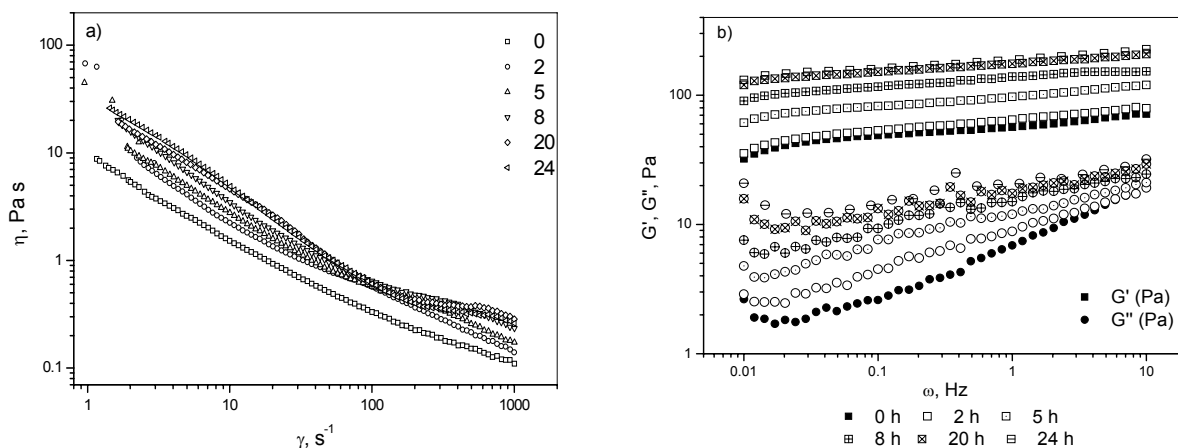 a)
100
10
1
0.1
η, Pa s
1
10
100
1000
γ, s⁻¹
0
2
5
8
20
24
b)
100
10
1
G', G'', Pa
0.01
0.1
1
10
ω, Hz
G' (Pa)
G'' (Pa)
0 h 2 h 5 h
8 h 20 h 24 h